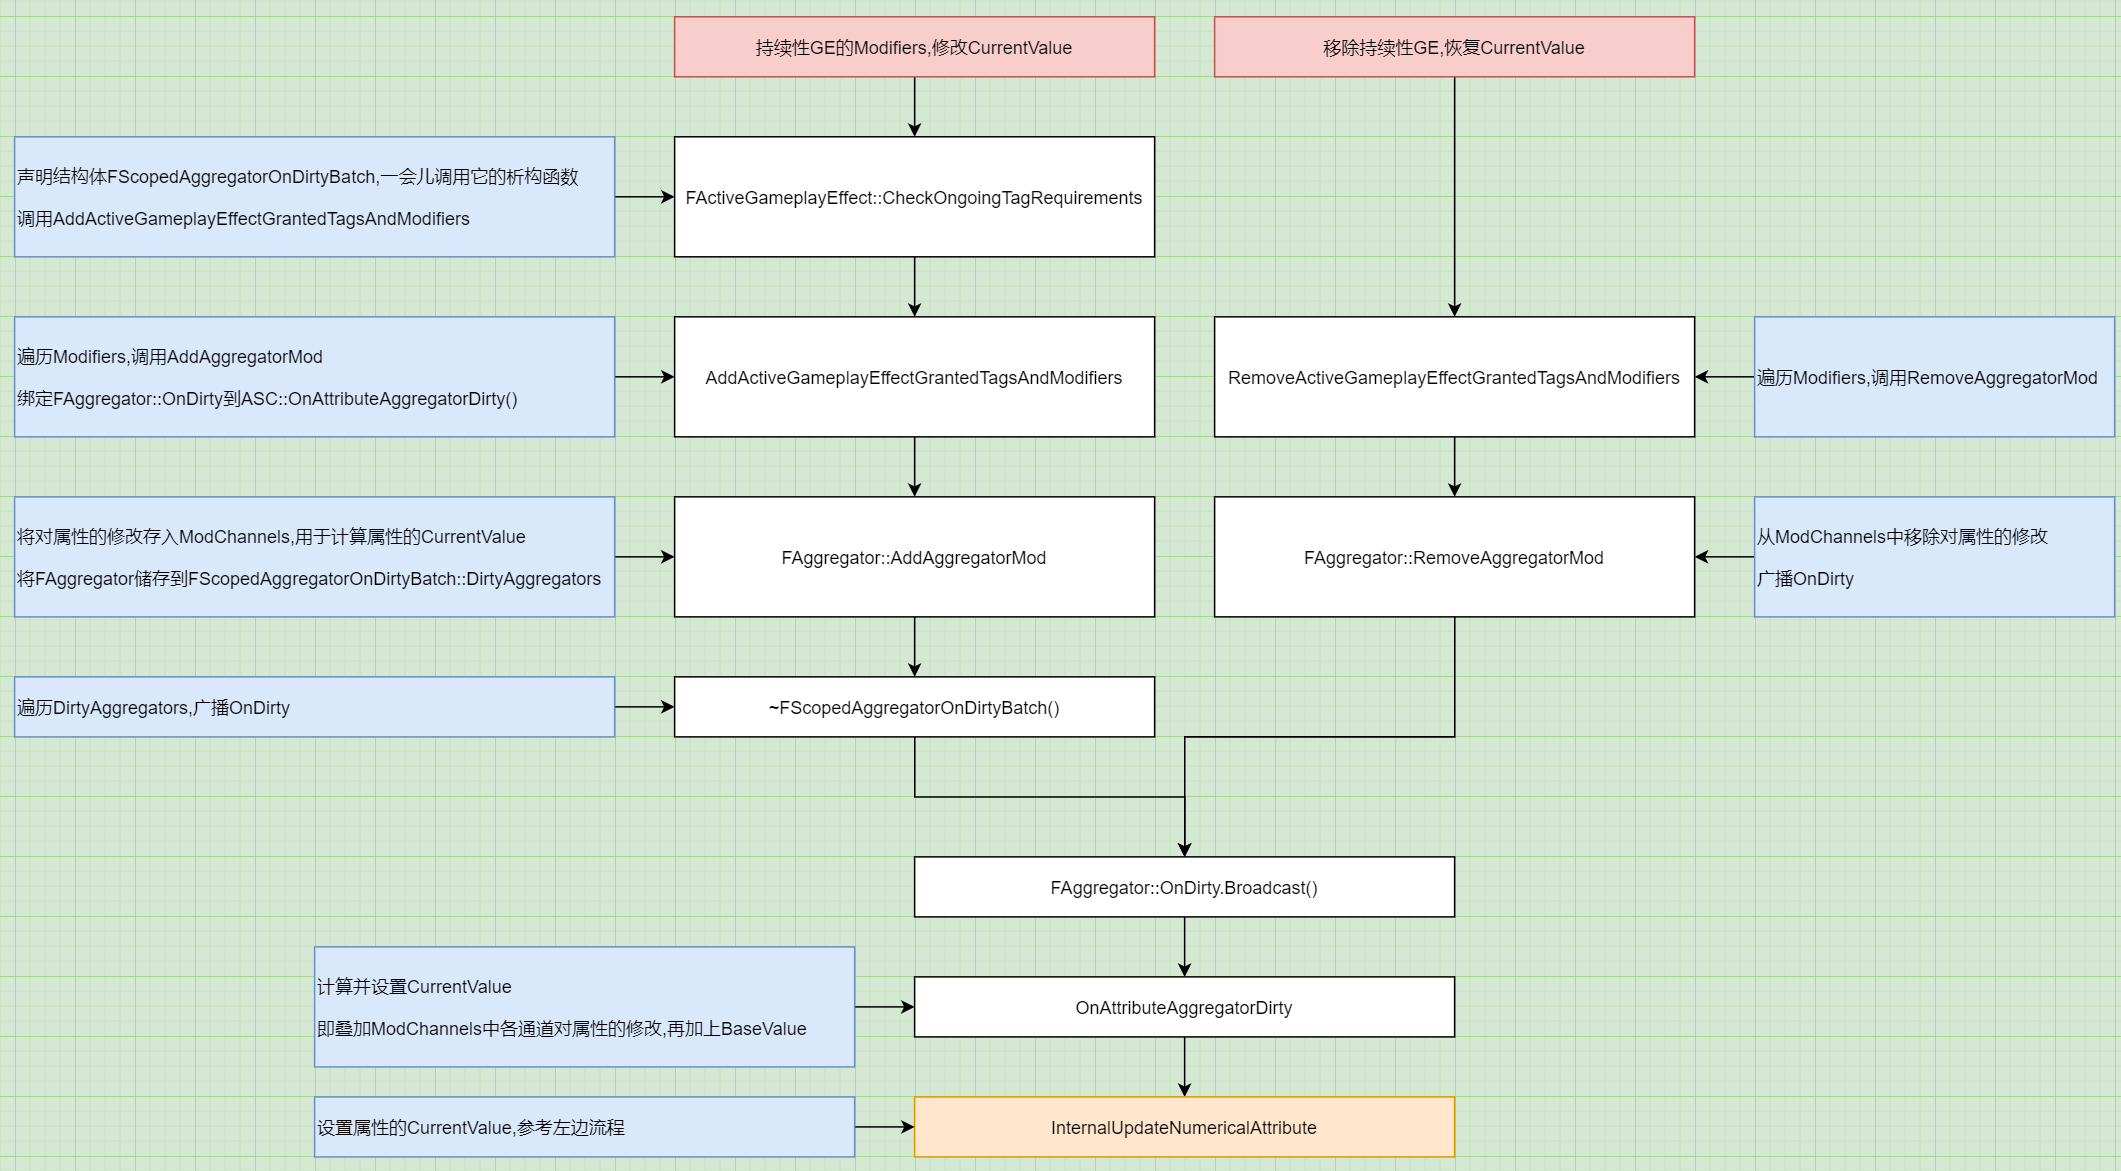 持续性GE的Modifiers,修改CurrentValue
移除持续性GE,恢复CurrentValue
声明结构体FScopedAggregatorOnDirtyBatch,一会儿调用它的析构函数
调用AddActiveGameplayEffectGrantedTagsAndModifiers
FActiveGameplayEffect::CheckOngoingTagRequirements
遍历Modifiers,调用AddAggregatorMod
绑定FAggregator::OnDirty到ASC::OnAttributeAggregatorDirty()
AddActiveGameplayEffectGrantedTagsAndModifiers
RemoveActiveGameplayEffectGrantedTagsAndModifiers
遍历Modifiers,调用RemoveAggregatorMod
将对属性的修改存入ModChannels,用于计算属性的CurrentValue
将FAggregator储存到FScopedAggregatorOnDirtyBatch::DirtyAggregators
FAggregator::AddAggregatorMod
FAggregator::RemoveAggregatorMod
从ModChannels中移除对属性的修改
广播OnDirty
遍历DirtyAggregators,广播OnDirty
~FScopedAggregatorOnDirtyBatch()
FAggregator::OnDirty.Broadcast()
计算并设置CurrentValue
即叠加ModChannels中各通道对属性的修改,再加上BaseValue
OnAttributeAggregatorDirty
设置属性的CurrentValue,参考左边流程
InternalUpdateNumericalAttribute